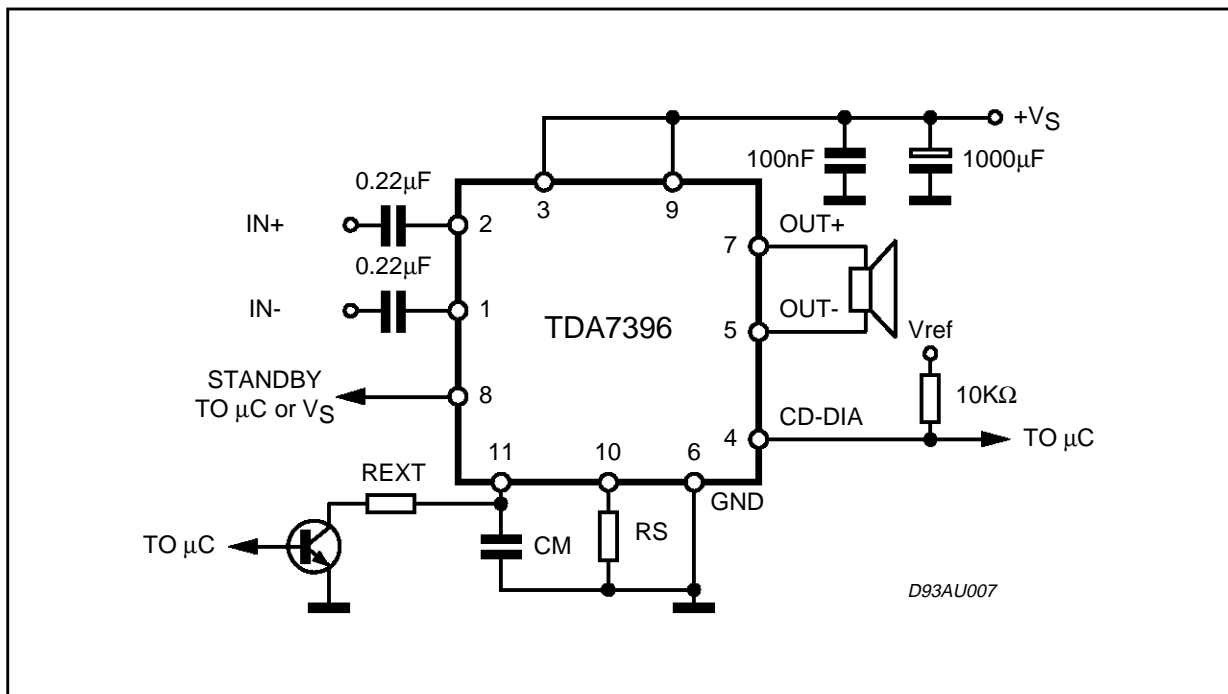 +VS
100nF
1000μF
0.22μF
3
9
IN+
2
7
OUT+
0.22μF
IN-
1
TDA7396
5
OUT-
Vref
STANDBY
TO μC or VS
8
10KΩ
CD-DIA
4
TO μC
11
10
6
GND
REXT
TO μC
CM
RS
D93AU007